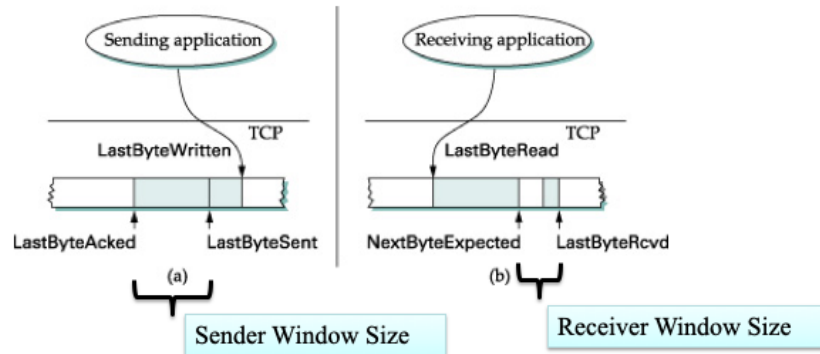 Sending application
TCP
LastByteWritten
LastByteAcked
LastByteSent
(a)
Sender Window Size
Receiving application
TCP
LastByteRead
NextByteExpected
LastByteRcvd
(b)
Receiver Window Size